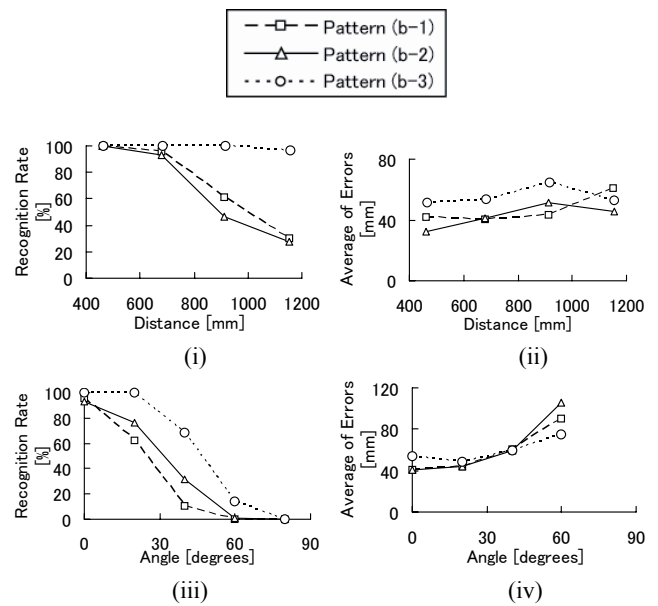 Pattern (b-1)
Pattern (b-2)
Pattern (b-3)
Recognition Rate
[%]
100
80
60
40
20
0
400 600 800 1000 1200
Distance [mm]
(i)
Average of Errors
[mm]
80
40
0
400 600 800 1000 1200
Distance [mm]
(ii)
Recognition Rate
[%]
100
80
60
40
20
0
0 30 60 90
Angle [degrees]
(iii)
Average of Errors
[mm]
120
80
40
0
0 30 60 90
Angle [degrees]
(iv)